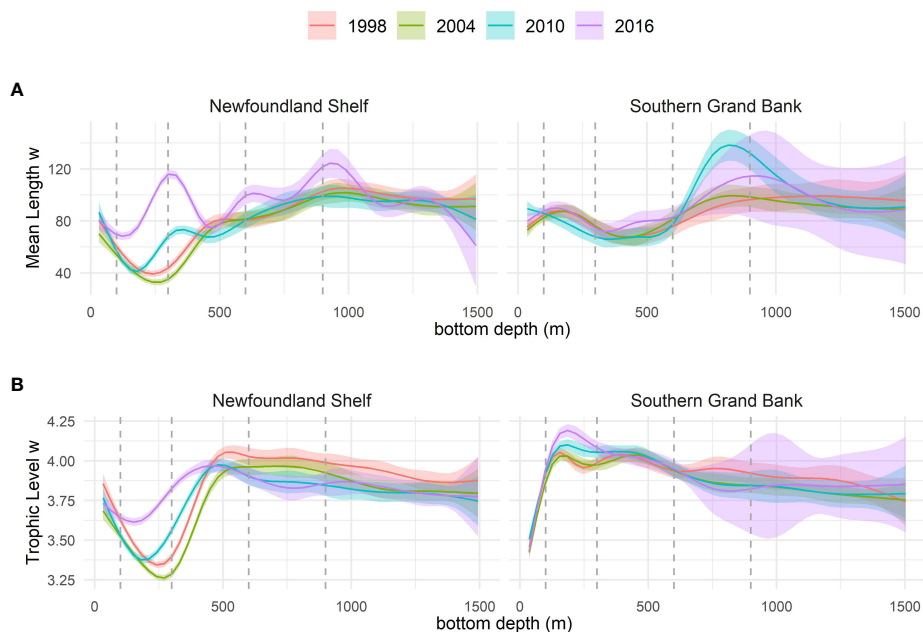 1998 2004 2010 2016
A
Newfoundland Shelf Southern Grand Bank
Mean Length w
120
80
40
0 500 1000 1500 0 500 1000 1500
bottom depth (m)
B
Newfoundland Shelf Southern Grand Bank
Trophic Level w
4.25
4.00
3.75
3.50
3.25
0 500 1000 1500 0 500 1000 1500
bottom depth (m)